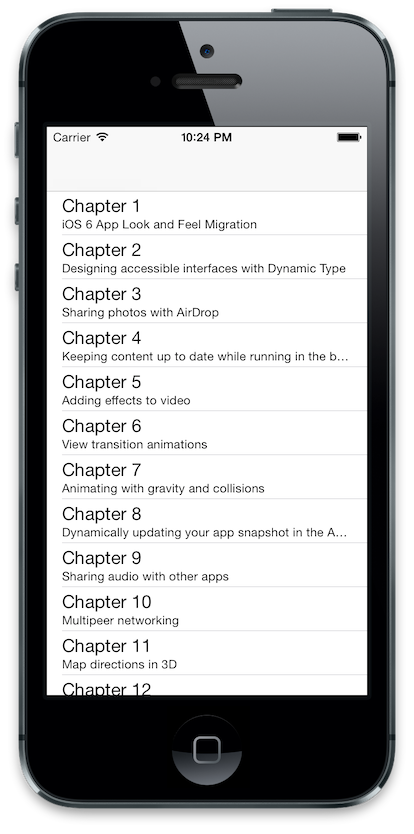 Carrier 10:24 PM
Chapter 1
iOS 6 App Look and Feel Migration
Chapter 2
Designing accessible interfaces with Dynamic Type
Chapter 3
Sharing photos with AirDrop
Chapter 4
Keeping content up to date while running in the b…
Chapter 5
Adding effects to video
Chapter 6
View transition animations
Chapter 7
Animating with gravity and collisions
Chapter 8
Dynamically updating your app snapshot in the A…
Chapter 9
Sharing audio with other apps
Chapter 10
Multipeer networking
Chapter 11
Map directions in 3D
Chapter 12